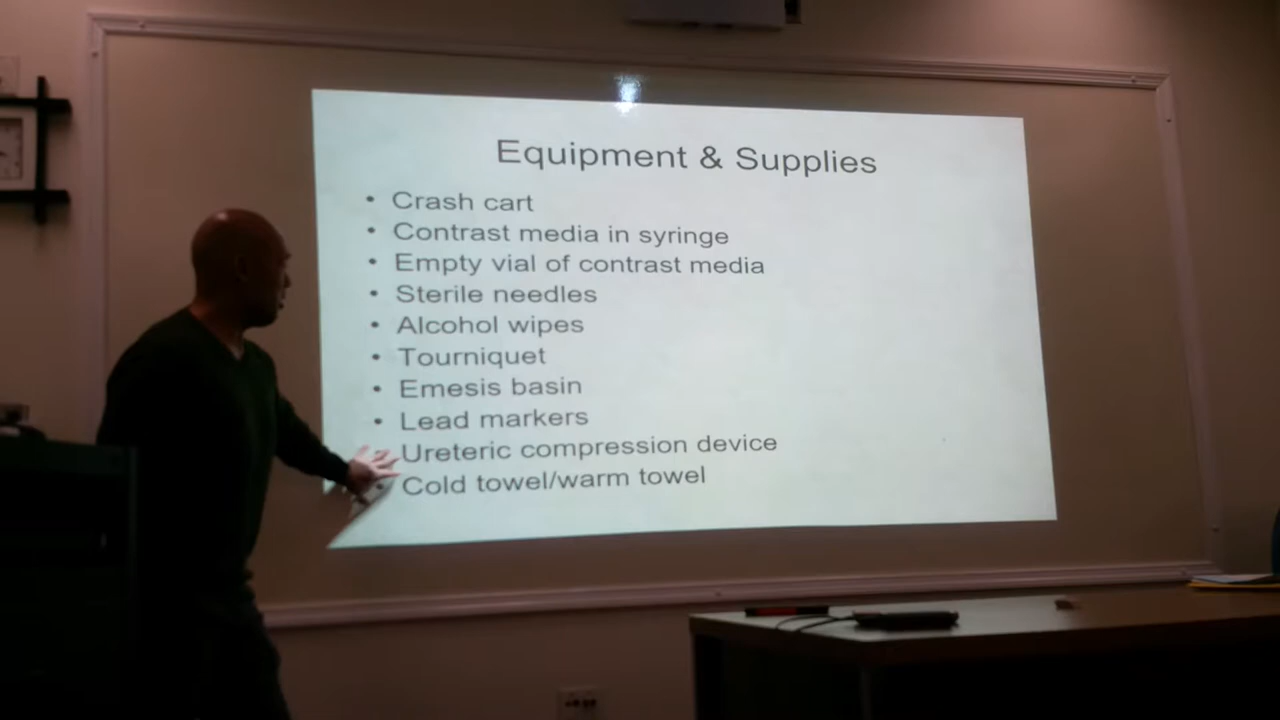 Equipment & Supplies
• Crash cart
• Contrast media in syringe
• Empty vial of contrast media
• Sterile needles
• Alcohol wipes
• Tourniquet
• Emesis basin
• Lead markers
Ureteric compression device
• Cold towel/warm towel